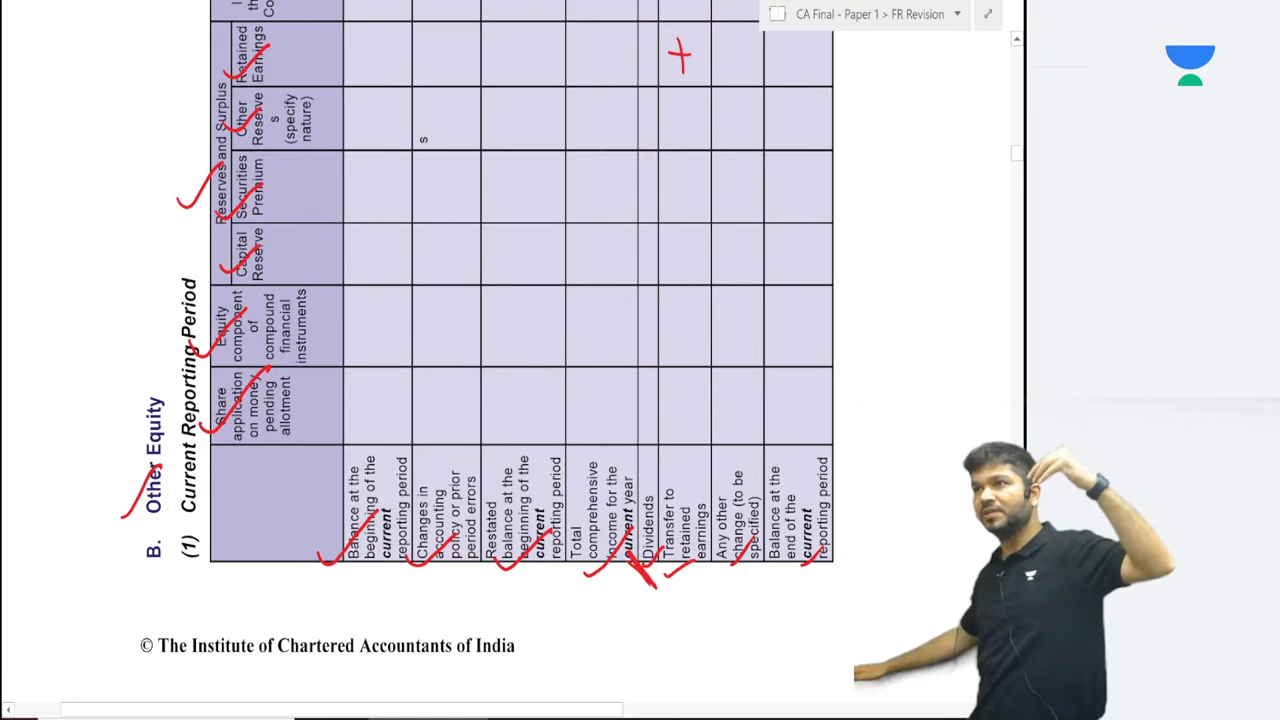 CA Final - Paper 1 > FR Revision
B. Other Equity
(1) Current Reporting Period
Share
application
on money
pending
allotment
Equity
component
of
compound
financial
instruments
Reserves and Surplus
Capital
Reserve
Securities
Premium
Other
Reserve
s
(specify
nature)
Retained
Earnings
+
Balance at the
beginning of the
current
reporting period
Changes in
accounting
policy or prior
period errors
s
Restated
balance at the
beginning of the
current
reporting period
Total
comprehensive
income for the
current year
Dividends
Transfer to
retained
earnings
Any other
change (to be
specified)
Balance at the
end of the
current
reporting period
© The Institute of Chartered Accountants of India